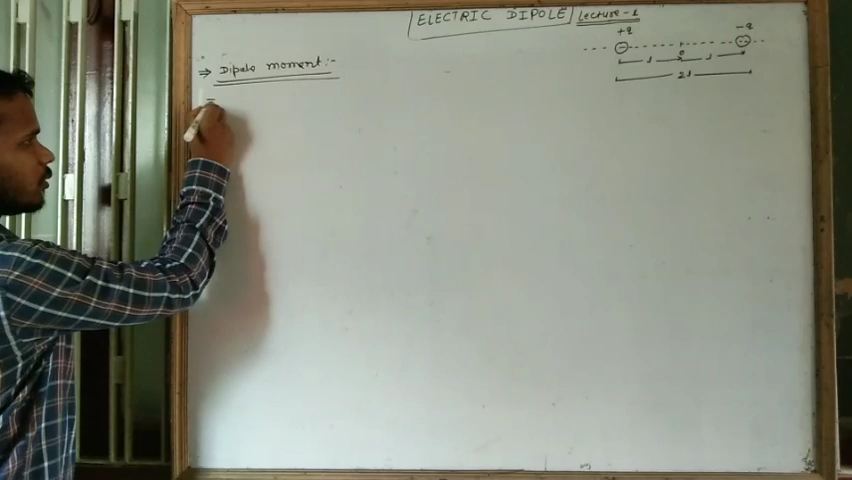 ELECTRIC DIPOLE Lecture-1
+q -q
O
l l
2l
⇒ Dipole moment:-